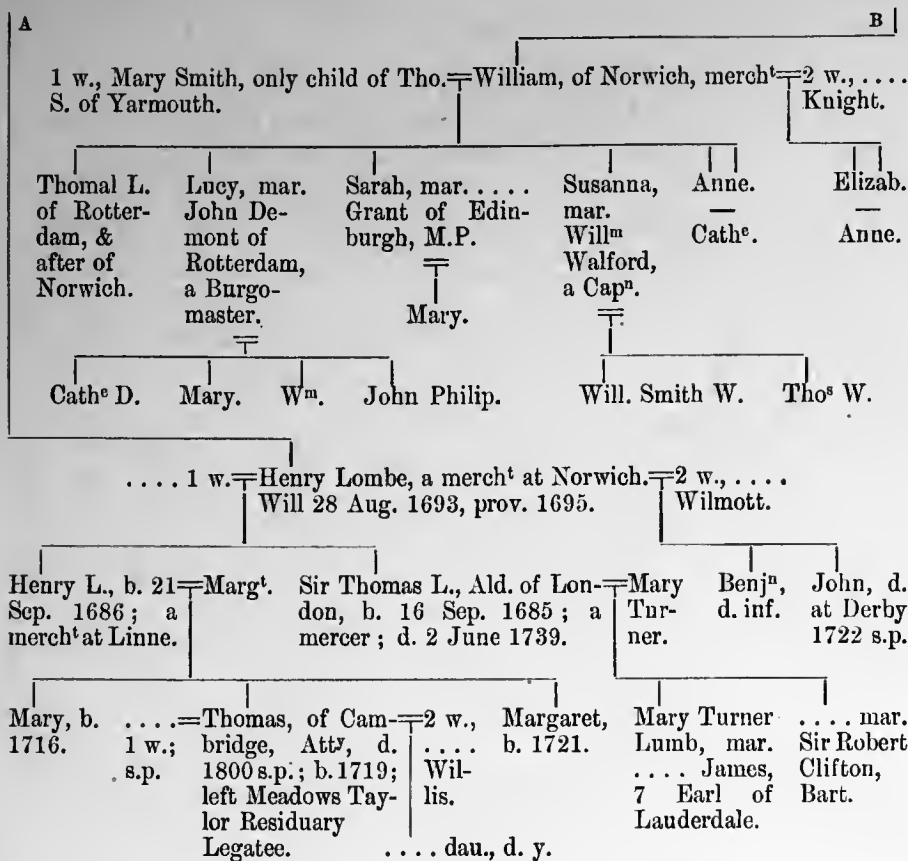 A
B
1 w., Mary Smith, only child of Tho. William, of Norwich, mercht 2 w., ....
S. of Yarmouth.
Knight.
Thomal L.
of Rotter-
dam, &
after of
Norwich.
Lucy, mar.
John De-
mont of
Rotterdam,
a Burgo-
master.
Sarah, mar.....
Grant of Edin-
burgh, M.P.
Mary.
Susanna,
mar.
Willm
Walford,
a Capn.
Anne.
—
Cathe.
Elizab.
—
Anne.
Cathe D. Mary. Wm. John Philip. Will. Smith W. Thos W.
.... 1 w. Henry Lombe, a mercht at Norwich. 2 w., ....
Will 28 Aug. 1693, prov. 1695.
Wilmott.
Henry L., b. 21
Sep. 1686 ; a
mercht at Linne.
Margt.
Sir Thomas L., Ald. of Lon-
don, b. 16 Sep. 1685 ; a
mercer ; d. 2 June 1739.
Mary
Tur-
ner.
Benjn,
d. inf.
John, d.
at Derby
1722 s.p.
Mary, b.
1716.
....
1 w.;
s.p.
Thomas, of Cam-
bridge, Atty, d.
1800 s.p.; b. 1719;
left Meadows Tay-
lor Residuary
Legatee.
2 w.,
....
Wil-
lis.
.... dau., d. y.
Margaret,
b. 1721.
Mary Turner
Lumb, mar.
.... James,
7 Earl of
Lauderdale.
.... mar.
Sir Robert
Clifton,
Bart.